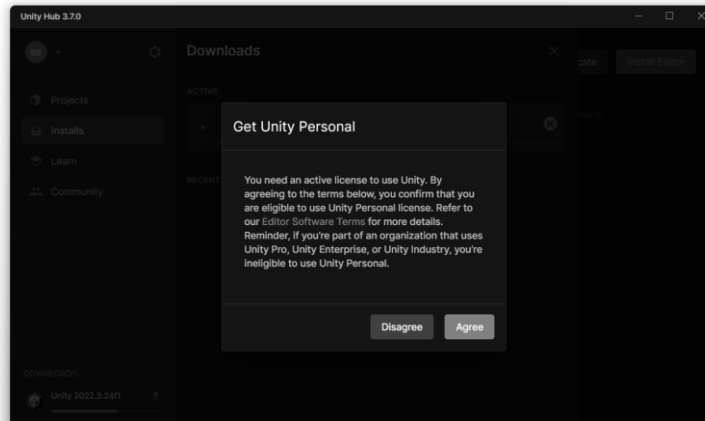 Unity Hub 3.7.0
BB
Downloads
Install Editor
Projects
ACTIVE
Installs
Learn
Community
RECENT
Get Unity Personal
You need an active license to use Unity. By
agreeing to the terms below, you confirm that you
are eligible to use Unity Personal license. Refer to
our Editor Software Terms for more details.
Reminder, if you're part of an organization that uses
Unity Pro, Unity Enterprise, or Unity Industry, you're
ineligible to use Unity Personal.
Disagree Agree
DOWNLOADS
Unity 2022.3.24f1